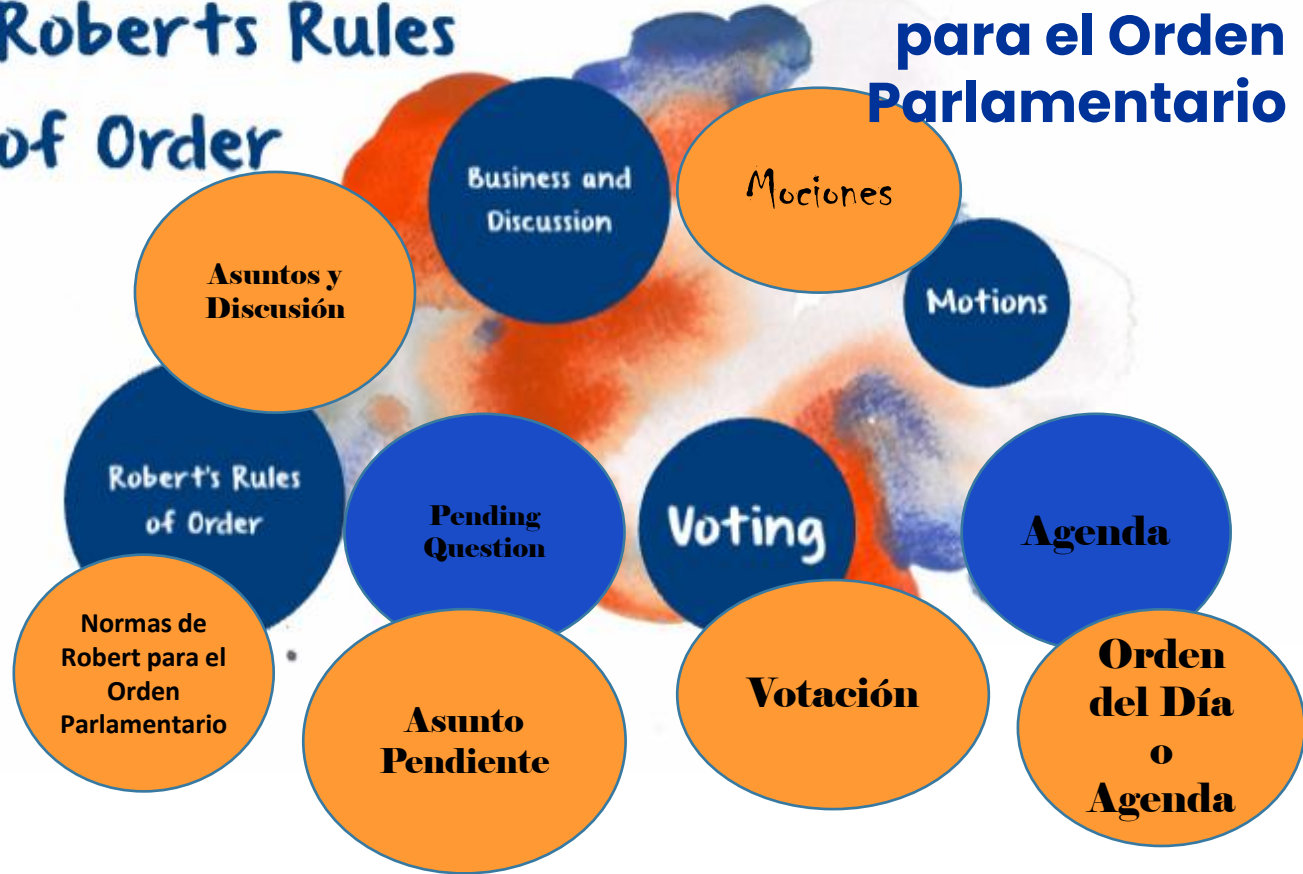 Roberts Rules
of Order
para el Orden
Parlamentario
Business and
Discussion
Mociones
Asuntos y
Discusión
Motions
Robert's Rules
of Order
Pending
Question
Voting
Agenda
Normas de
Robert para el
Orden
Parlamentario
Asunto
Pendiente
Votación
Orden
del Día
o
Agenda